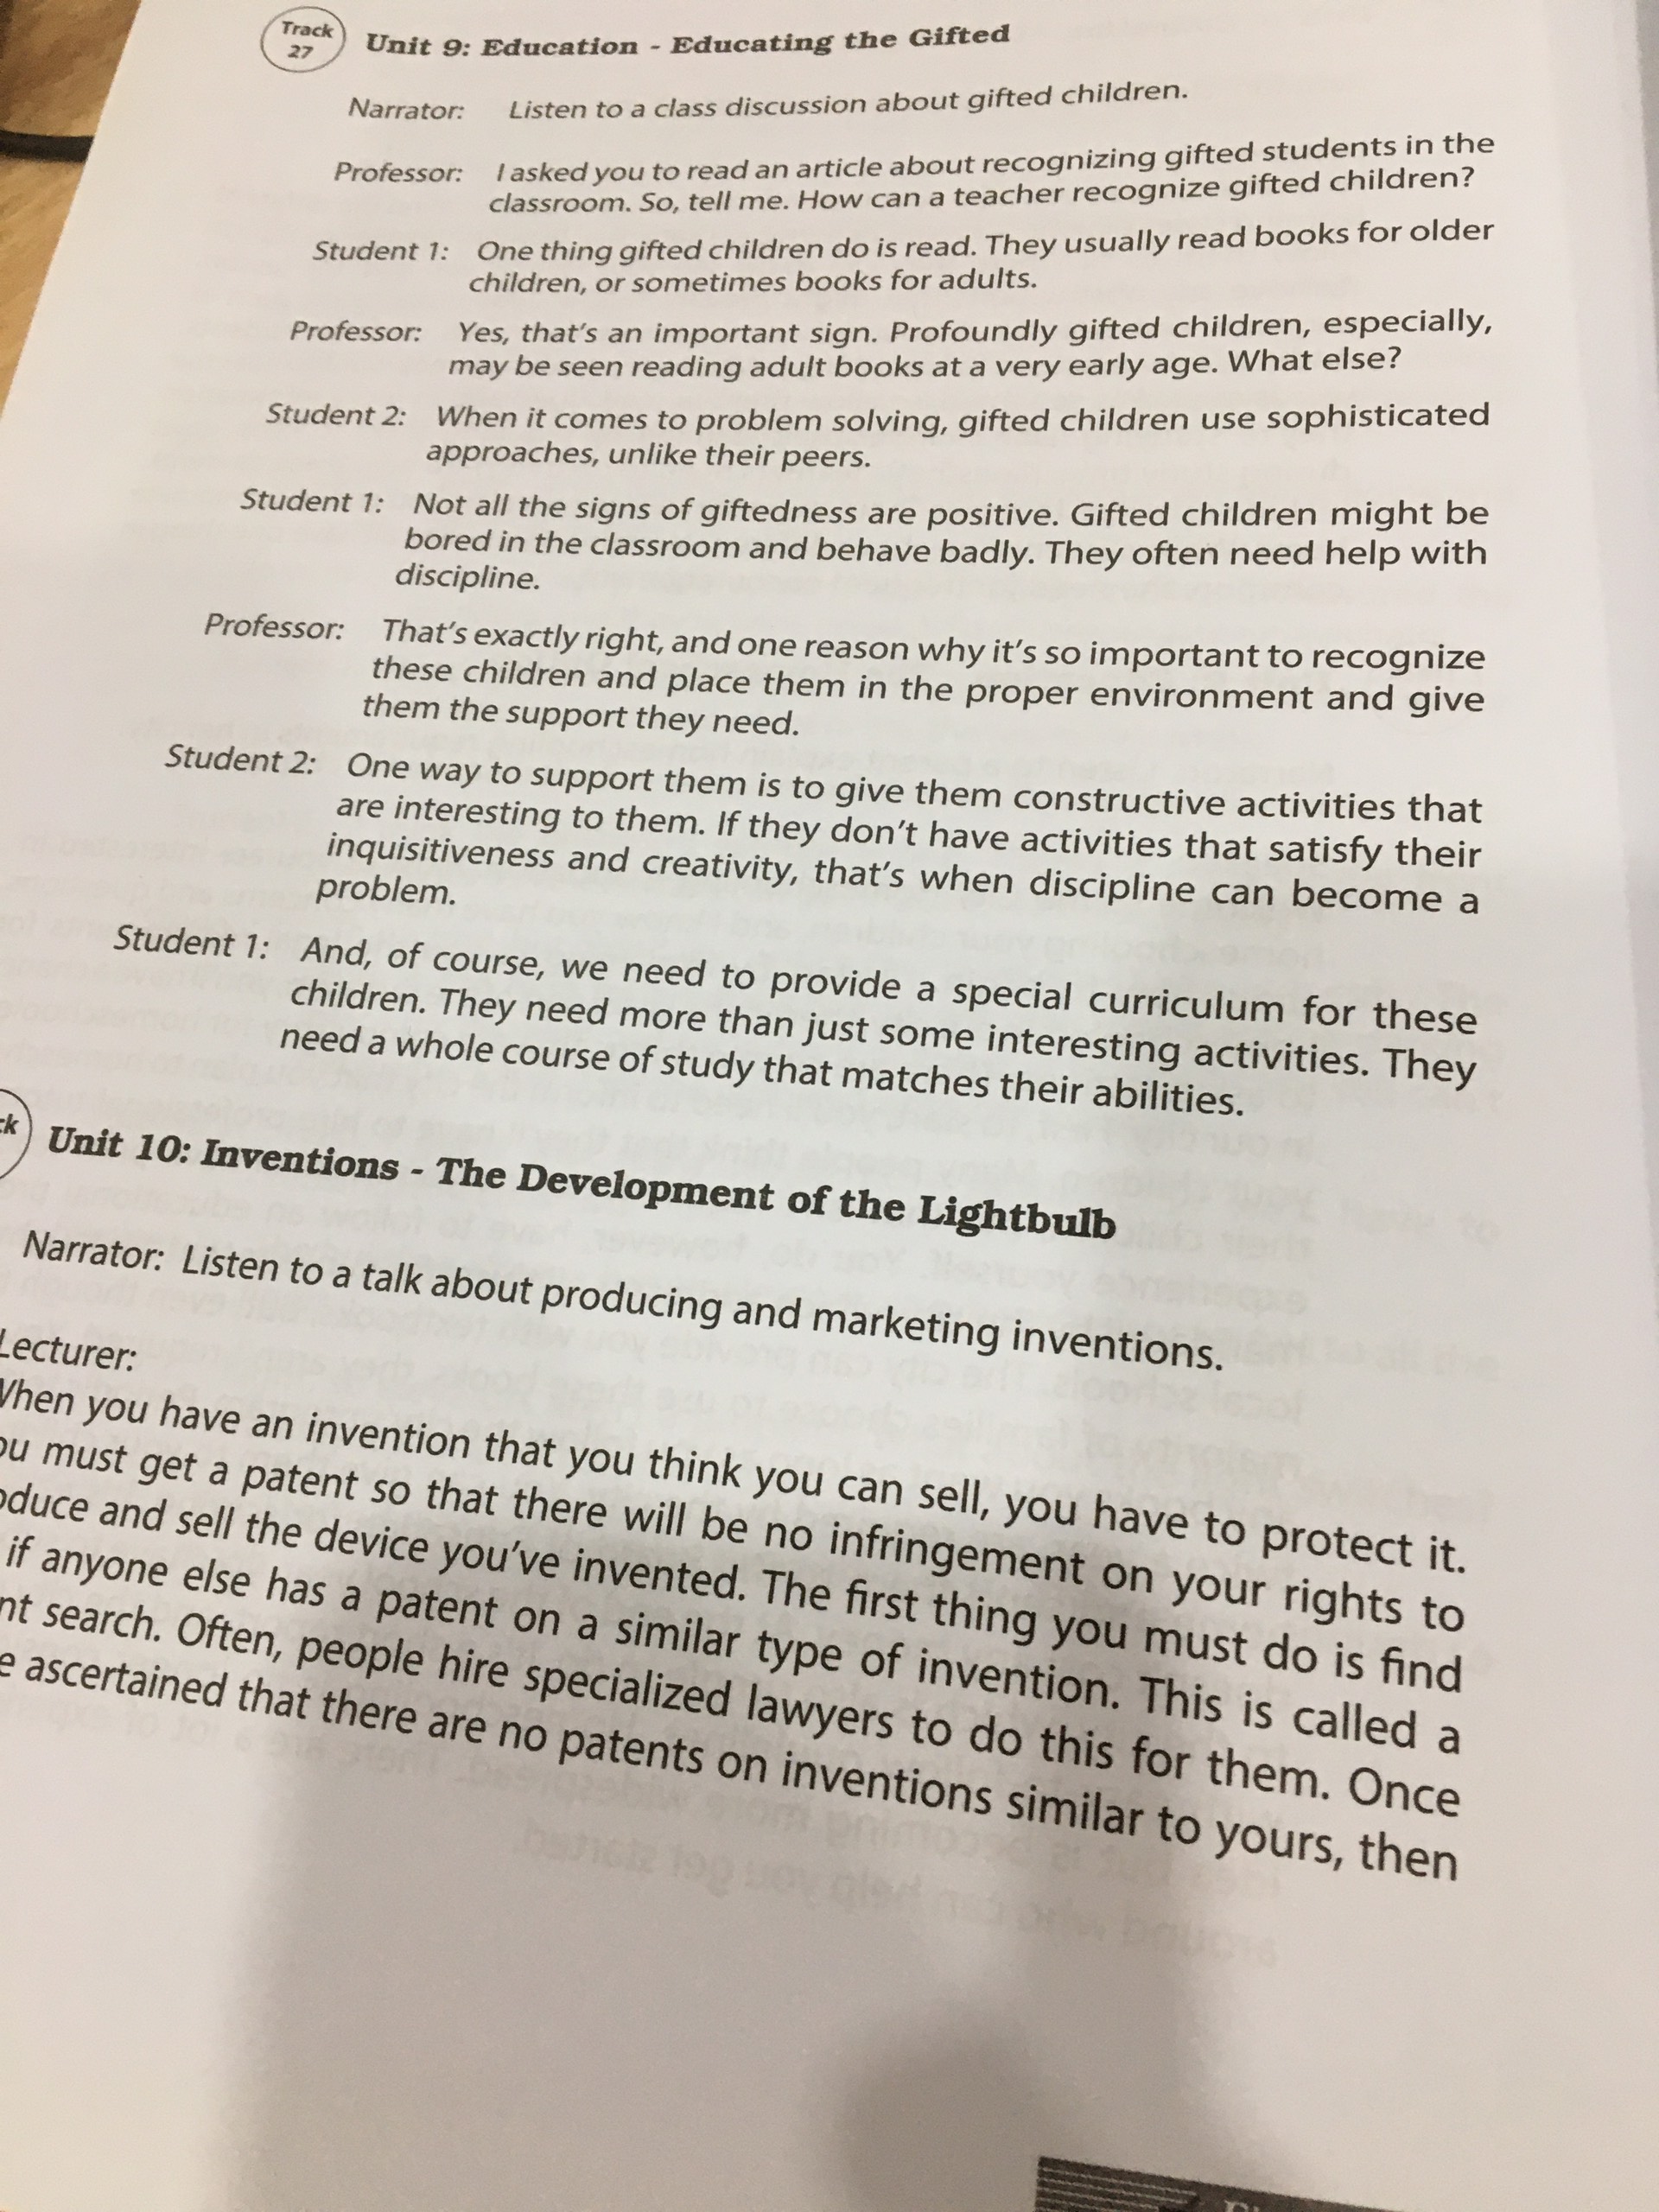 Track
27
Unit 9: Education - Educating the Gifted
Narrator: Listen to a class discussion about gifted children.
Professor: I asked you to read an article about recognizing gifted students in the
classroom. So, tell me. How can a teacher recognize gifted children?
Student 1: One thing gifted children do is read. They usually read books for older
children, or sometimes books for adults.
Professor: Yes, that's an important sign. Profoundly gifted children, especially,
may be seen reading adult books at a very early age. What else?
Student 2: When it comes to problem solving, gifted children use sophisticated
approaches, unlike their peers.
Student 1: Not all the signs of giftedness are positive. Gifted children might be
bored in the classroom and behave badly. They often need help with
discipline.
Professor: That's exactly right, and one reason why it's so important to recognize
these children and place them in the proper environment and give
them the support they need.
Student 2: One way to support them is to give them constructive activities that
are interesting to them. If they don't have activities that satisfy their
inquisitiveness and creativity, that's when discipline can become a
problem.
Student 1: And, of course, we need to provide a special curriculum for these
children. They need more than just some interesting activities. They
need a whole course of study that matches their abilities.
Unit 10: Inventions - The Development of the Lightbulb
Narrator: Listen to a talk about producing and marketing inventions.
Lecturer:
When you have an invention that you think you can sell, you have to protect it.
ou must get a patent so that there will be no infringement on your rights to
oduce and sell the device you've invented. The first thing you must do is find
if anyone else has a patent on a similar type of invention. This is called a
nt search. Often, people hire specialized lawyers to do this for them. Once
e ascertained that there are no patents on inventions similar to yours, then